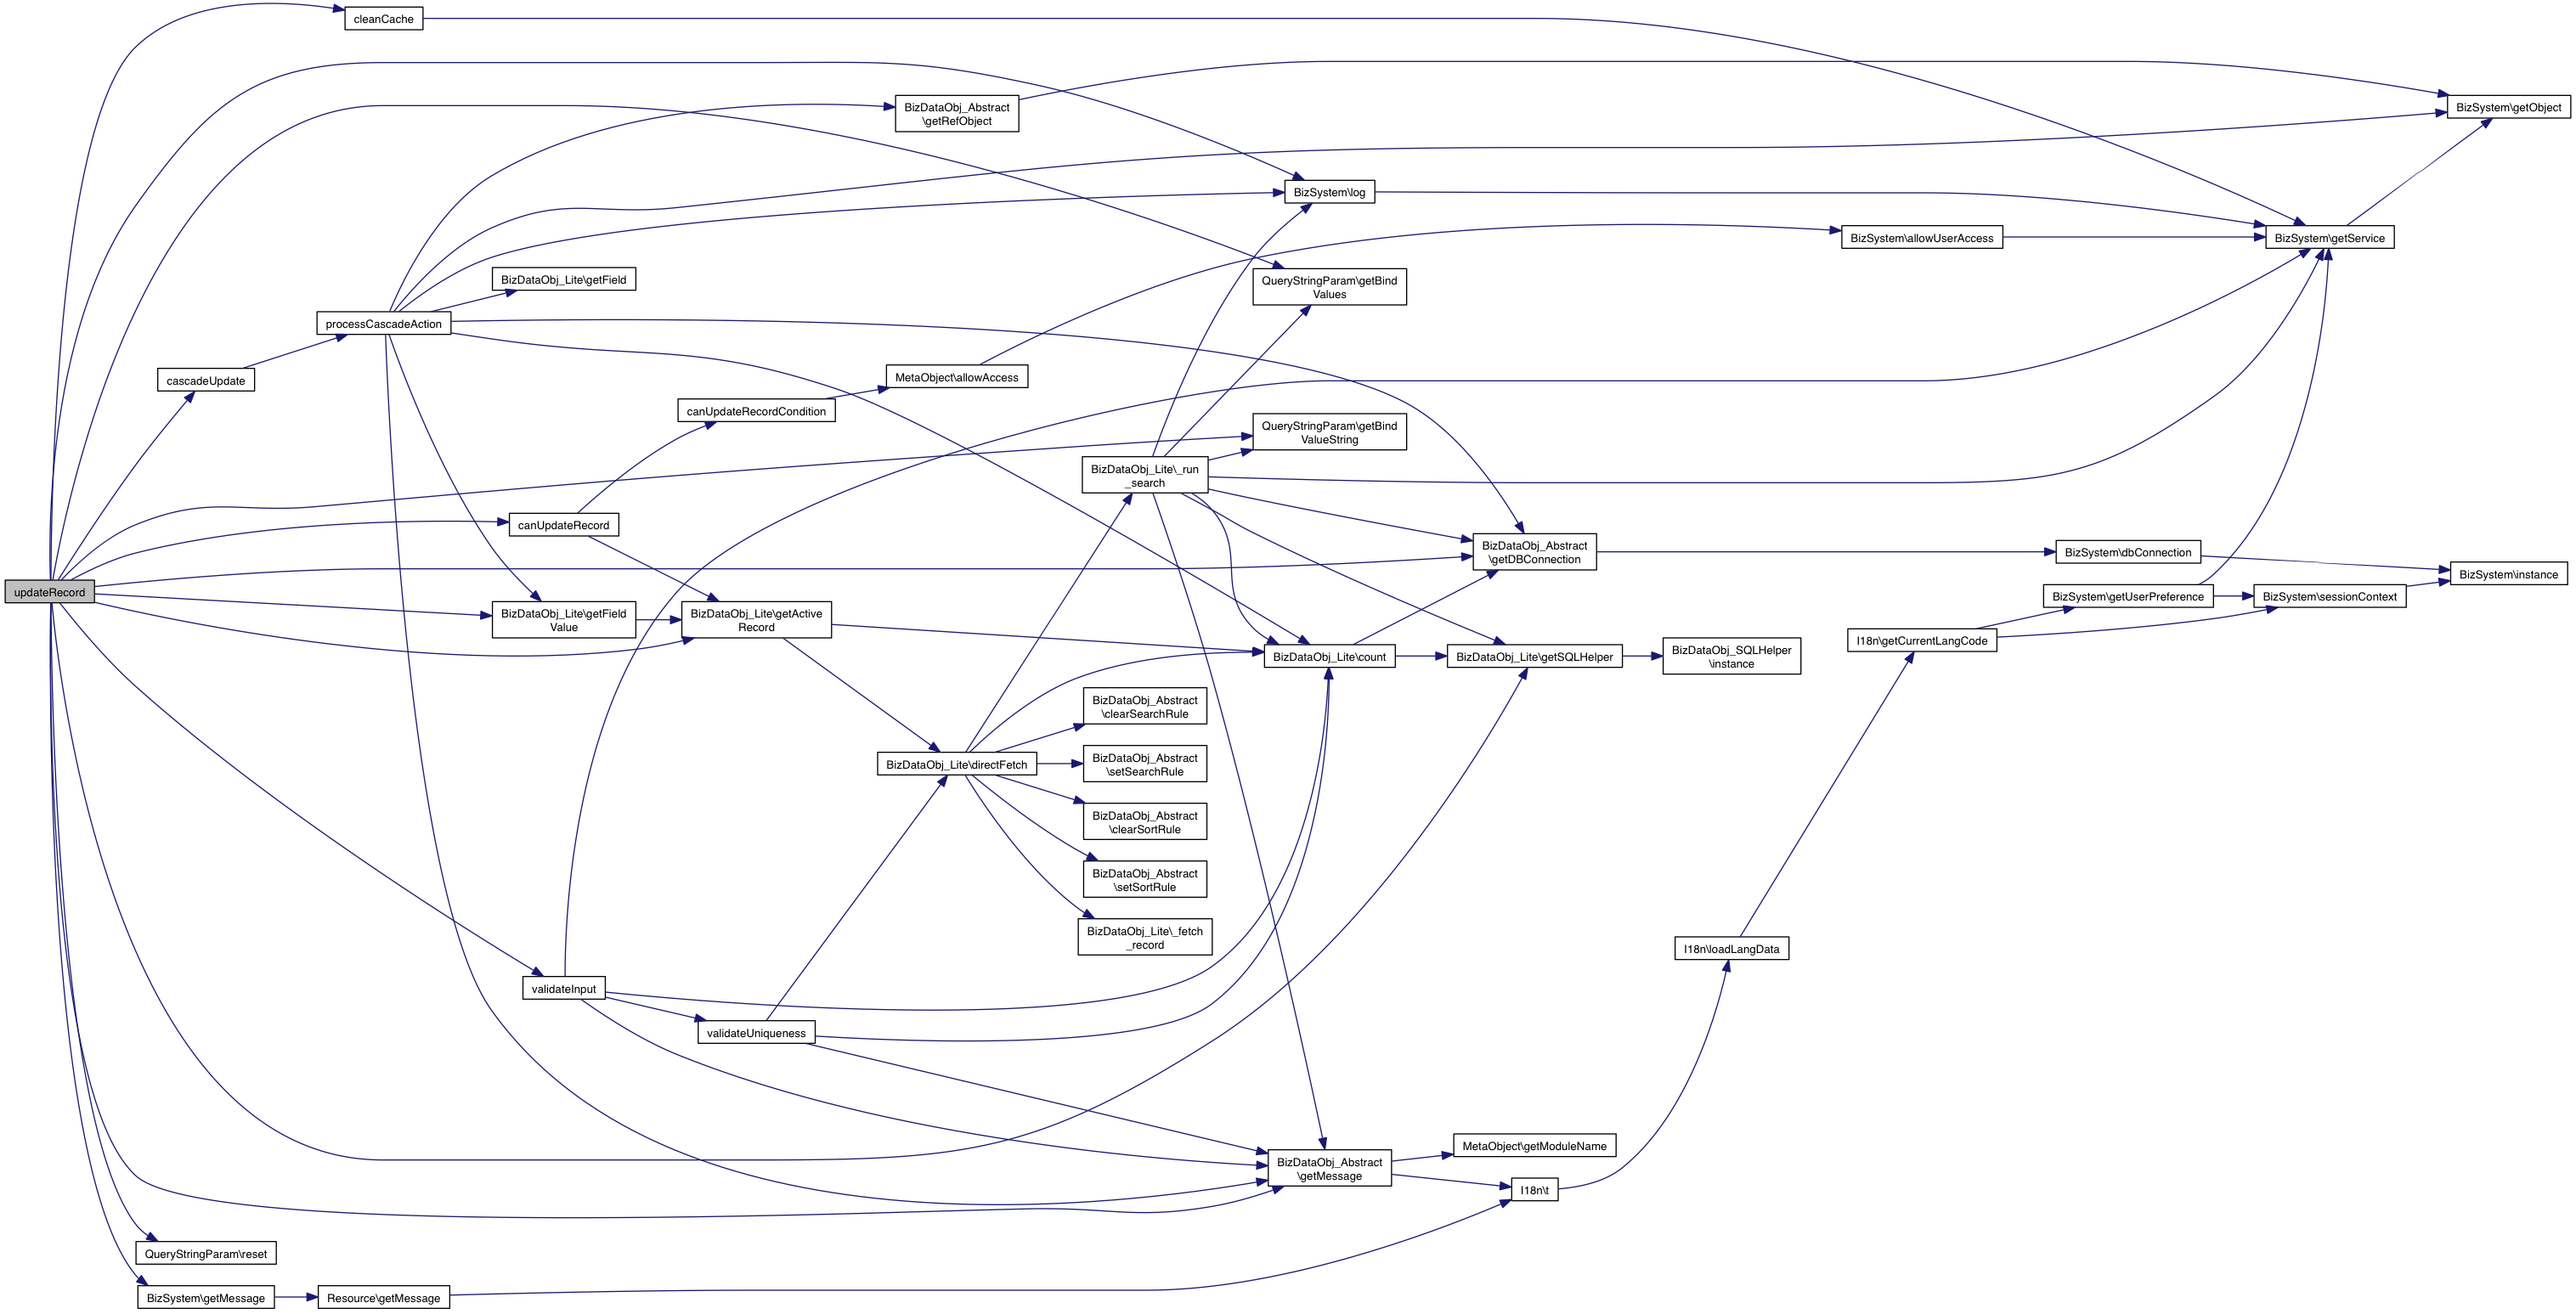 cleanCache
BizDataObj_Abstract
\getRefObject
BizSystem\getObject
BizSystem\log
BizSystem\allowUserAccess
BizSystem\getService
BizDataObj_Lite\getField
QueryStringParam\getBind
Values
processCascadeAction
cascadeUpdate
MetaObject\allowAccess
canUpdateRecordCondition
QueryStringParam\getBind
ValueString
BizDataObj_Lite\_run
_search
canUpdateRecord
BizDataObj_Abstract
\getDBConnection
BizSystem\dbConnection
BizSystem\instance
updateRecord
BizSystem\getUserPreference
BizSystem\sessionContext
BizDataObj_Lite\getField
Value
BizDataObj_Lite\getActive
Record
I18n\getCurrentLangCode
BizDataObj_Lite\count
BizDataObj_Lite\getSQLHelper
BizDataObj_SQLHelper
\instance
BizDataObj_Abstract
\clearSearchRule
BizDataObj_Lite\directFetch
BizDataObj_Abstract
\setSearchRule
BizDataObj_Abstract
\clearSortRule
BizDataObj_Abstract
\setSortRule
BizDataObj_Lite\_fetch
_record
I18n\loadLangData
validateInput
validateUniqueness
MetaObject\getModuleName
BizDataObj_Abstract
\getMessage
I18n\t
QueryStringParam\reset
BizSystem\getMessage
Resource\getMessage